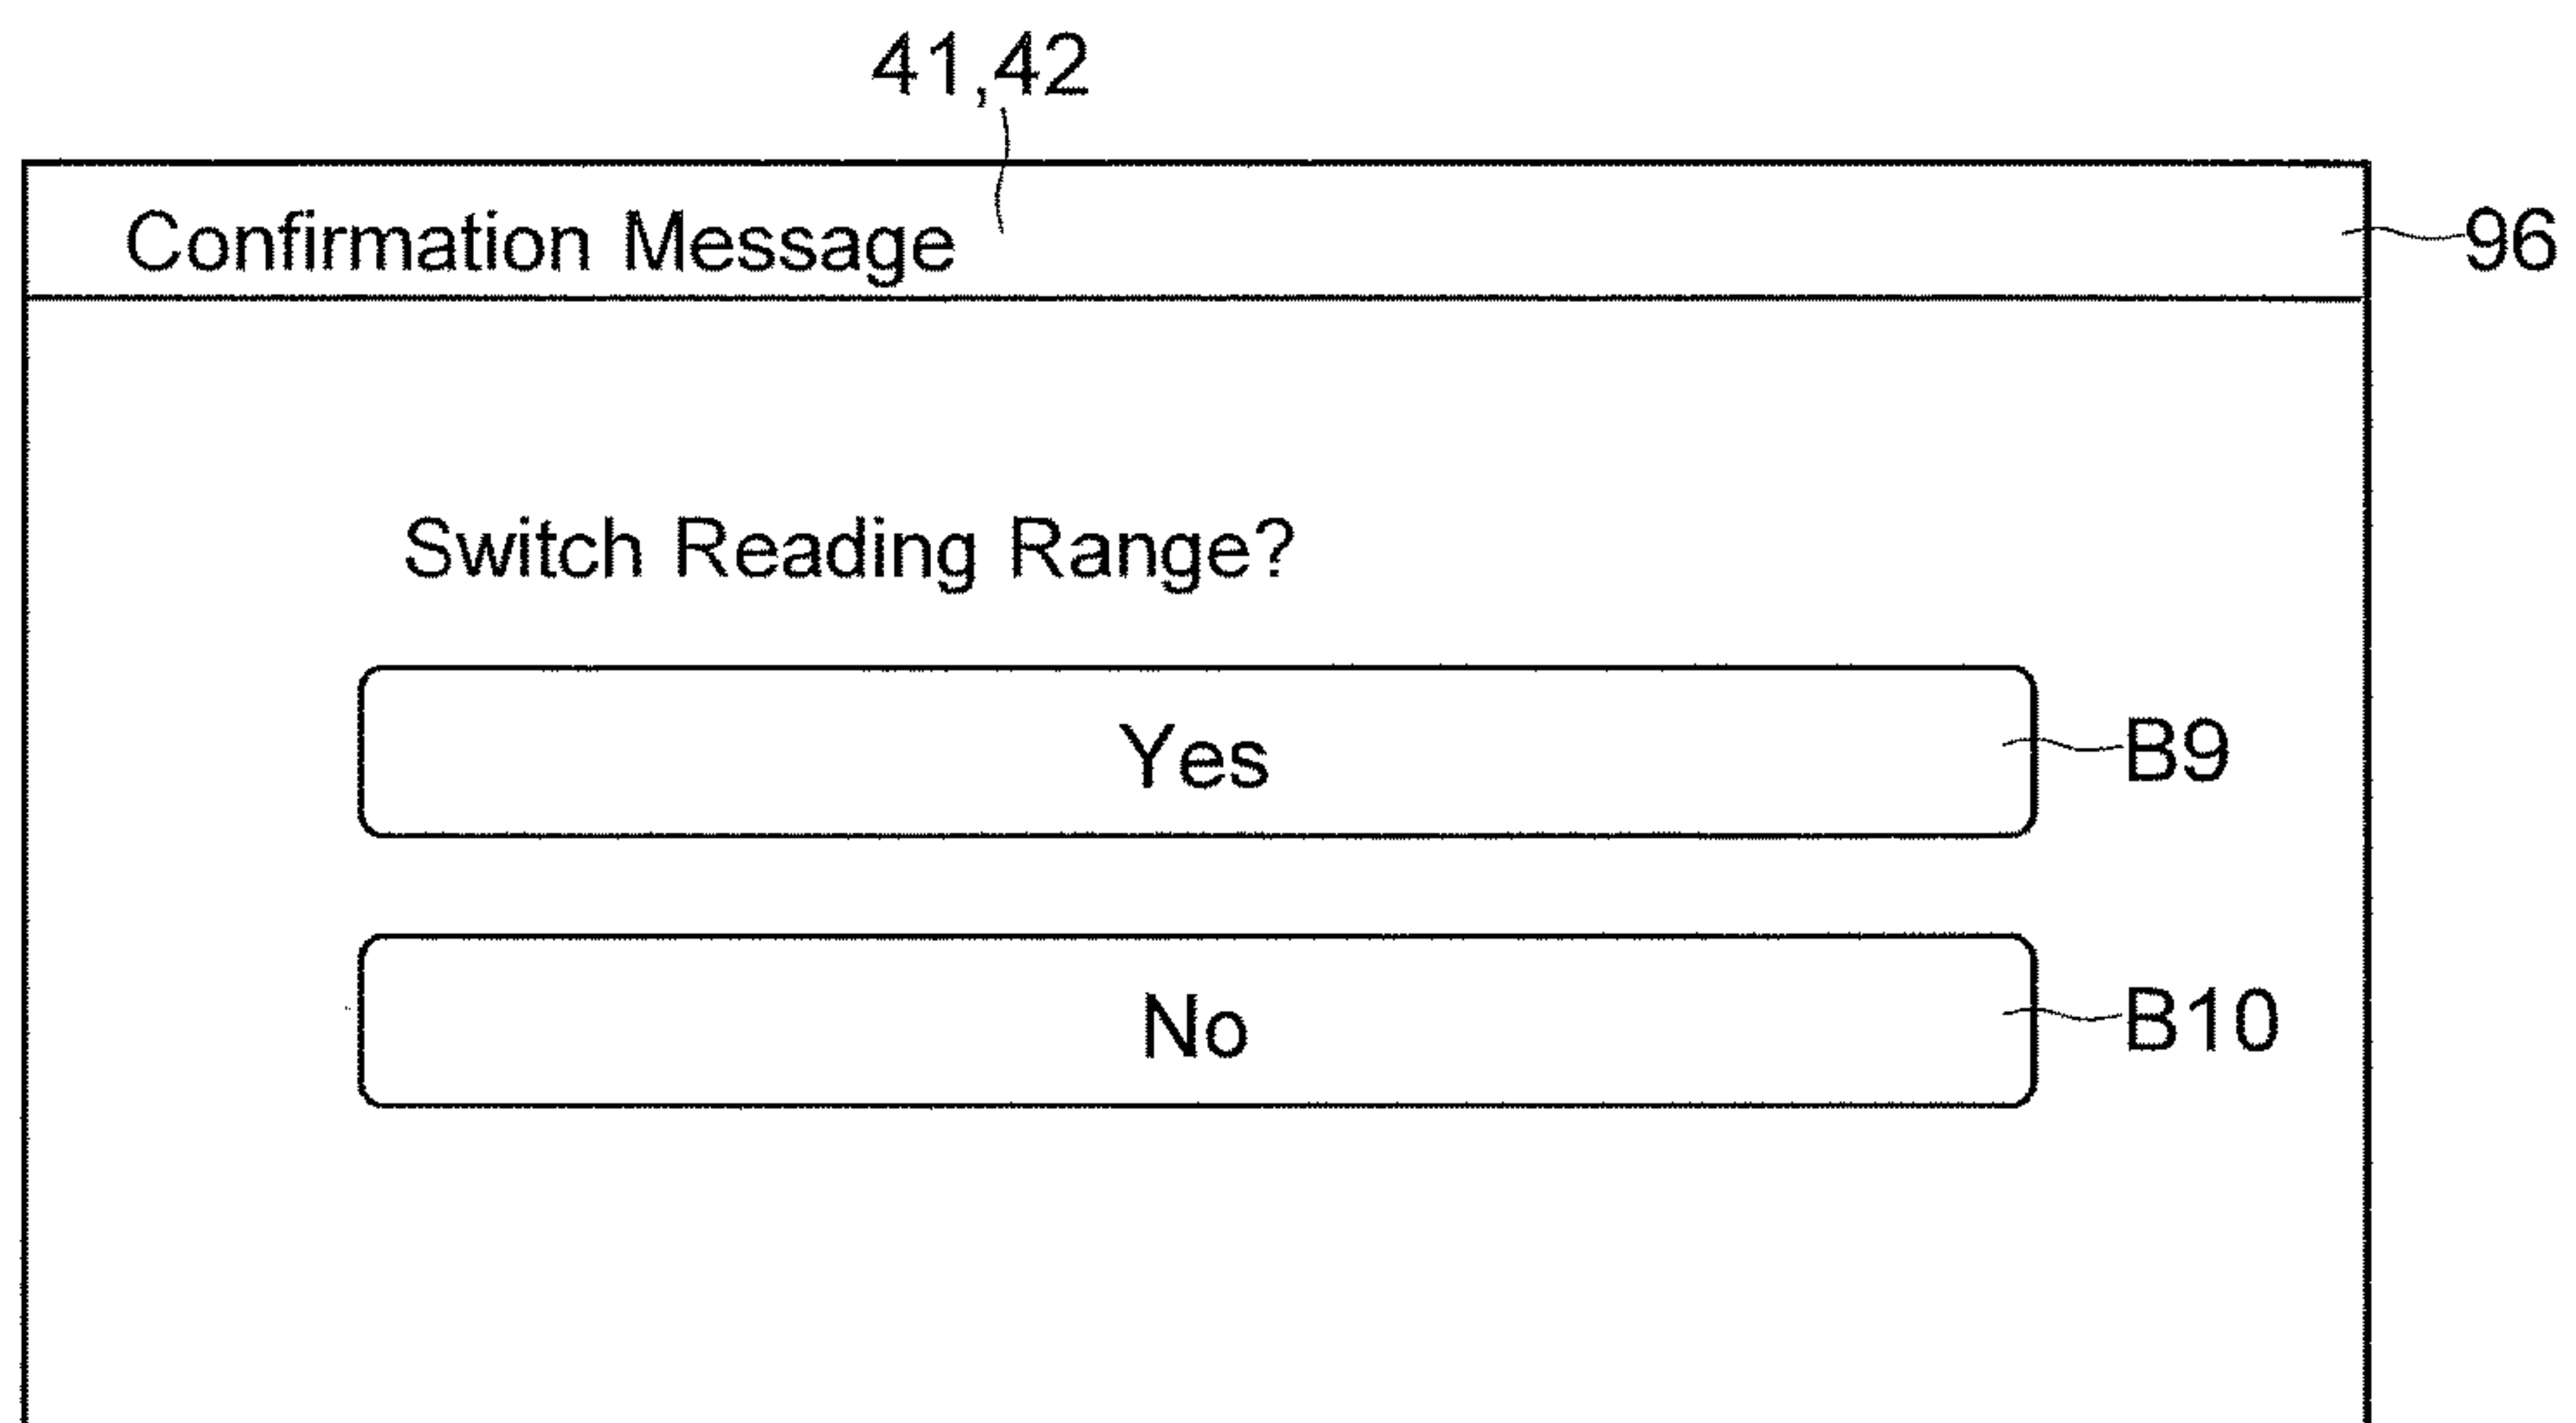 41,42
Confirmation Message
96
Switch Reading Range?
Yes
B9
No
B10